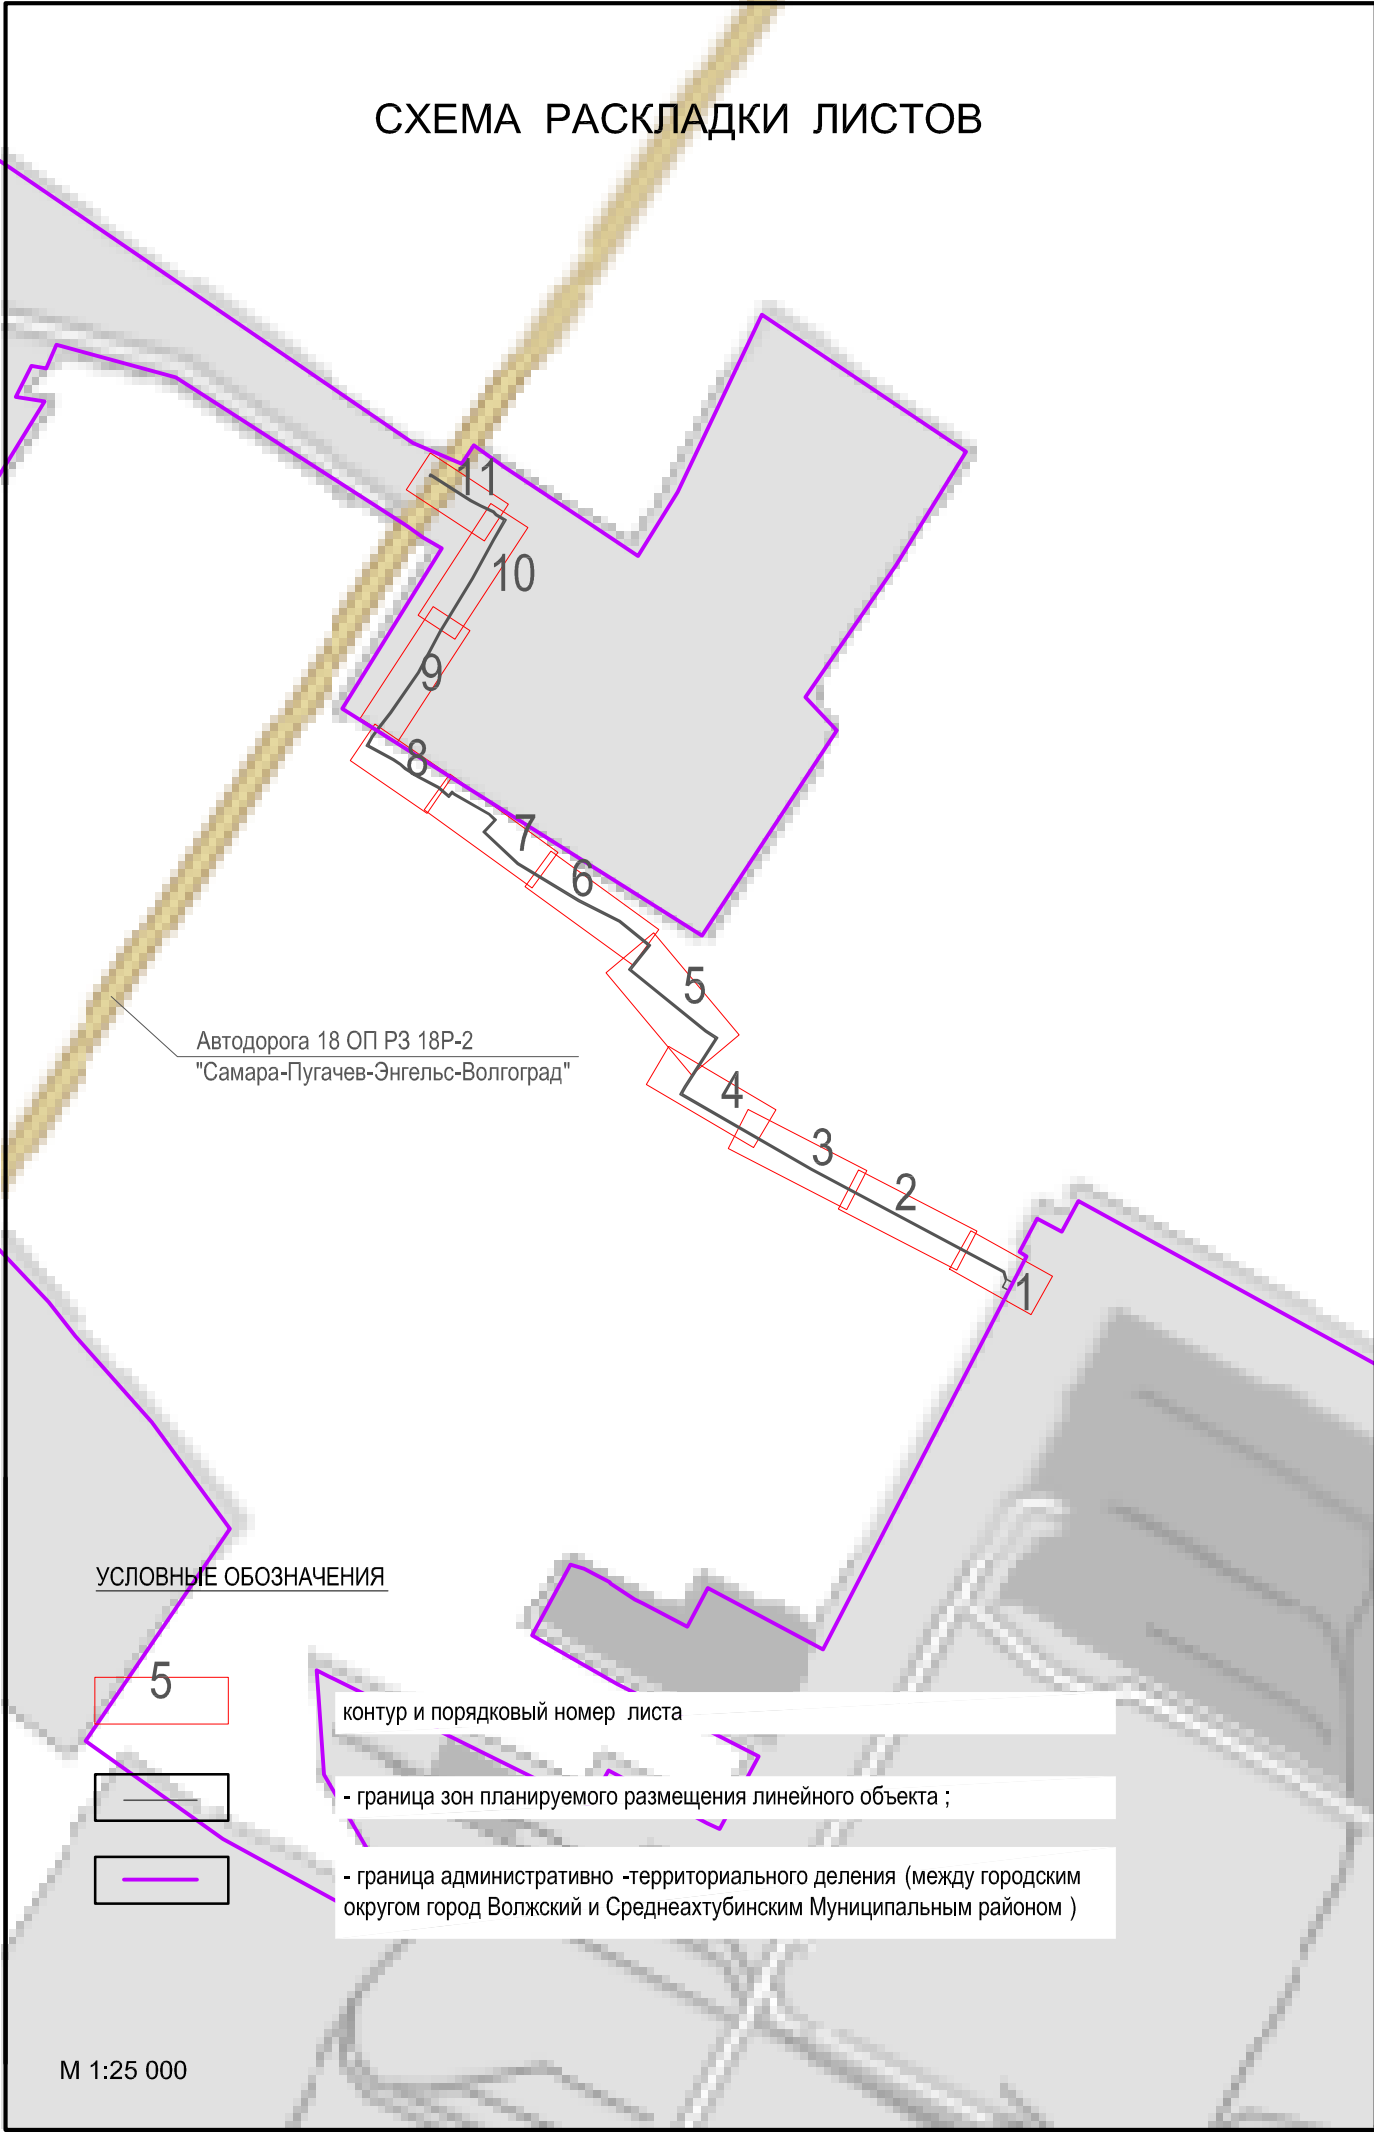 СХЕМА РАСКЛАДКИ ЛИСТОВ
11
10
9
8
7
6
5
Автодорога 18 ОП РЗ 18Р-2
"Самара-Пугачев-Энгельс-Волгоград"
4
3
2
1
УСЛОВНЫЕ ОБОЗНАЧЕНИЯ
5
контур и порядковый номер листа
- граница зон планируемого размещения линейного объекта ;
- граница административно -территориального деления (между городским
округом город Волжский и Среднеахтубинским Муниципальным районом )
М 1:25 000